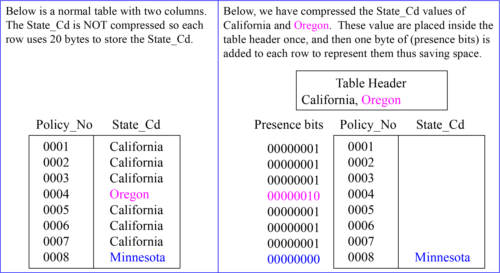 Below is a normal table with two columns.
The State_Cd is NOT compressed so each
row uses 20 bytes to store the State_Cd.
Policy_No State_Cd
0001 California
0002 California
0003 California
0004 Oregon
0005 California
0006 California
0007 California
0008 Minnesota
Below, we have compressed the State_Cd values of
California and Oregon. These value are placed inside the
table header once, and then one byte of (presence bits) is
added to each row to represent them thus saving space.
Table Header
California, Oregon
Presence bits Policy_No State_Cd
00000001 0001
00000001 0002
00000001 0003
00000010 0004
00000001 0005
00000001 0006
00000001 0007
00000000 0008 Minnesota